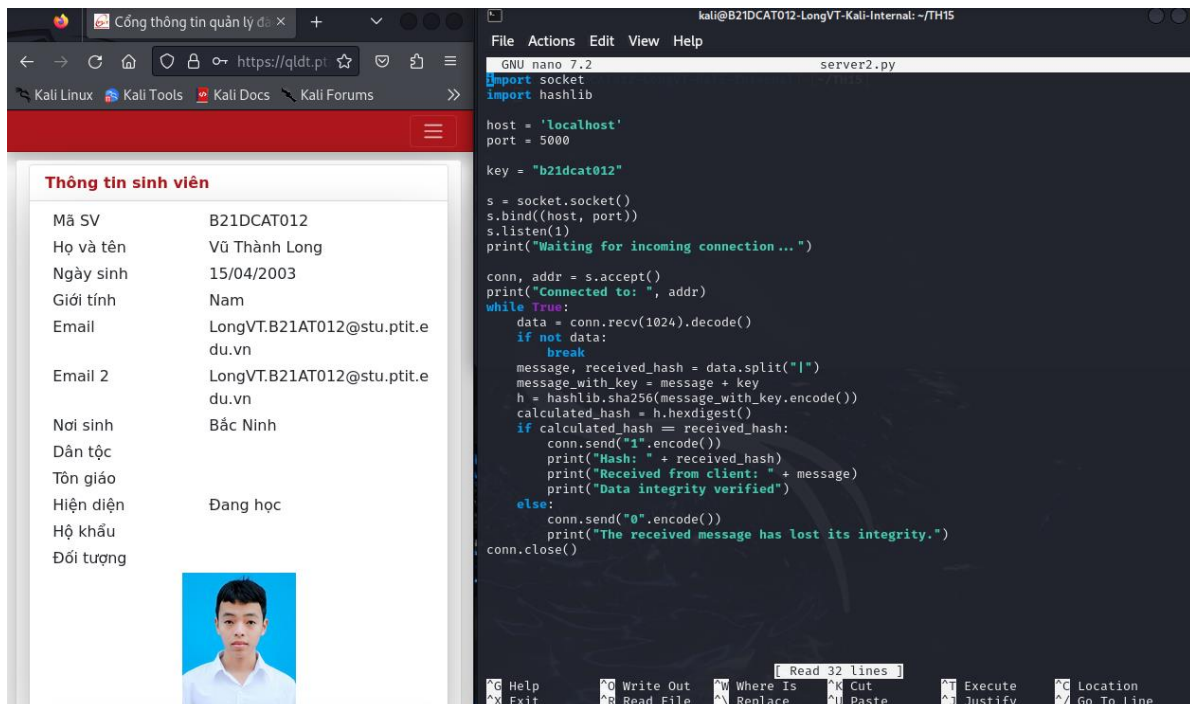 Cổng thông tin quản lý đa
https://qldt.pt
Kali Linux Kali Tools Kali Docs Kali Forums
Thông tin sinh viên
Mã SV B21DCAT012
Họ và tên Vũ Thành Long
Ngày sinh 15/04/2003
Giới tính Nam
Email LongVT.B21AT012@stu.ptit.e
du.vn
Email 2 LongVT.B21AT012@stu.ptit.e
du.vn
Nơi sinh Bắc Ninh
Dân tộc
Tôn giáo
Hiện diện Đang học
Hộ khẩu
Đối tượng
kali@B21DCAT012-LongVT-Kali-Internal: ~/TH15
File Actions Edit View Help
GNU nano 7.2 server2.py
import socket
import hashlib
host = 'localhost'
port = 5000
key = "b21dcat012"
s = socket.socket()
s.bind((host, port))
s.listen(1)
print("Waiting for incoming connection ... ")
conn, addr = s.accept()
print("Connected to: ", addr)
while True:
    data = conn.recv(1024).decode()
    if not data:
        break
    message, received_hash = data.split("|")
    message_with_key = message + key
    h = hashlib.sha256(message_with_key.encode())
    calculated_hash = h.hexdigest()
    if calculated_hash == received_hash:
        conn.send("1".encode())
        print("Hash: " + received_hash)
        print("Received from client: " + message)
        print("Data integrity verified")
    else:
        conn.send("0".encode())
        print("The received message has lost its integrity.")
conn.close()
[ Read 32 lines ]
^G Help ^O Write Out ^W Where Is ^K Cut ^T Execute ^C Location
^X Exit ^R Read File ^\ Replace ^U Paste ^J Justify ^/ Go To Line